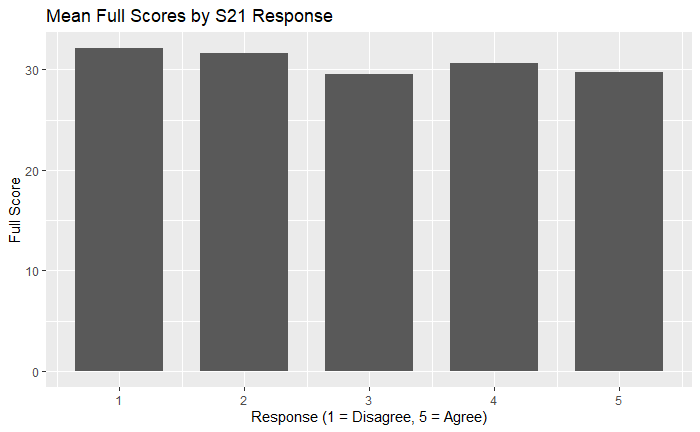 Mean Full Scores by S21 Response
Full Score
30
20
10
0
1 2 3 4 5
Response (1 = Disagree, 5 = Agree)